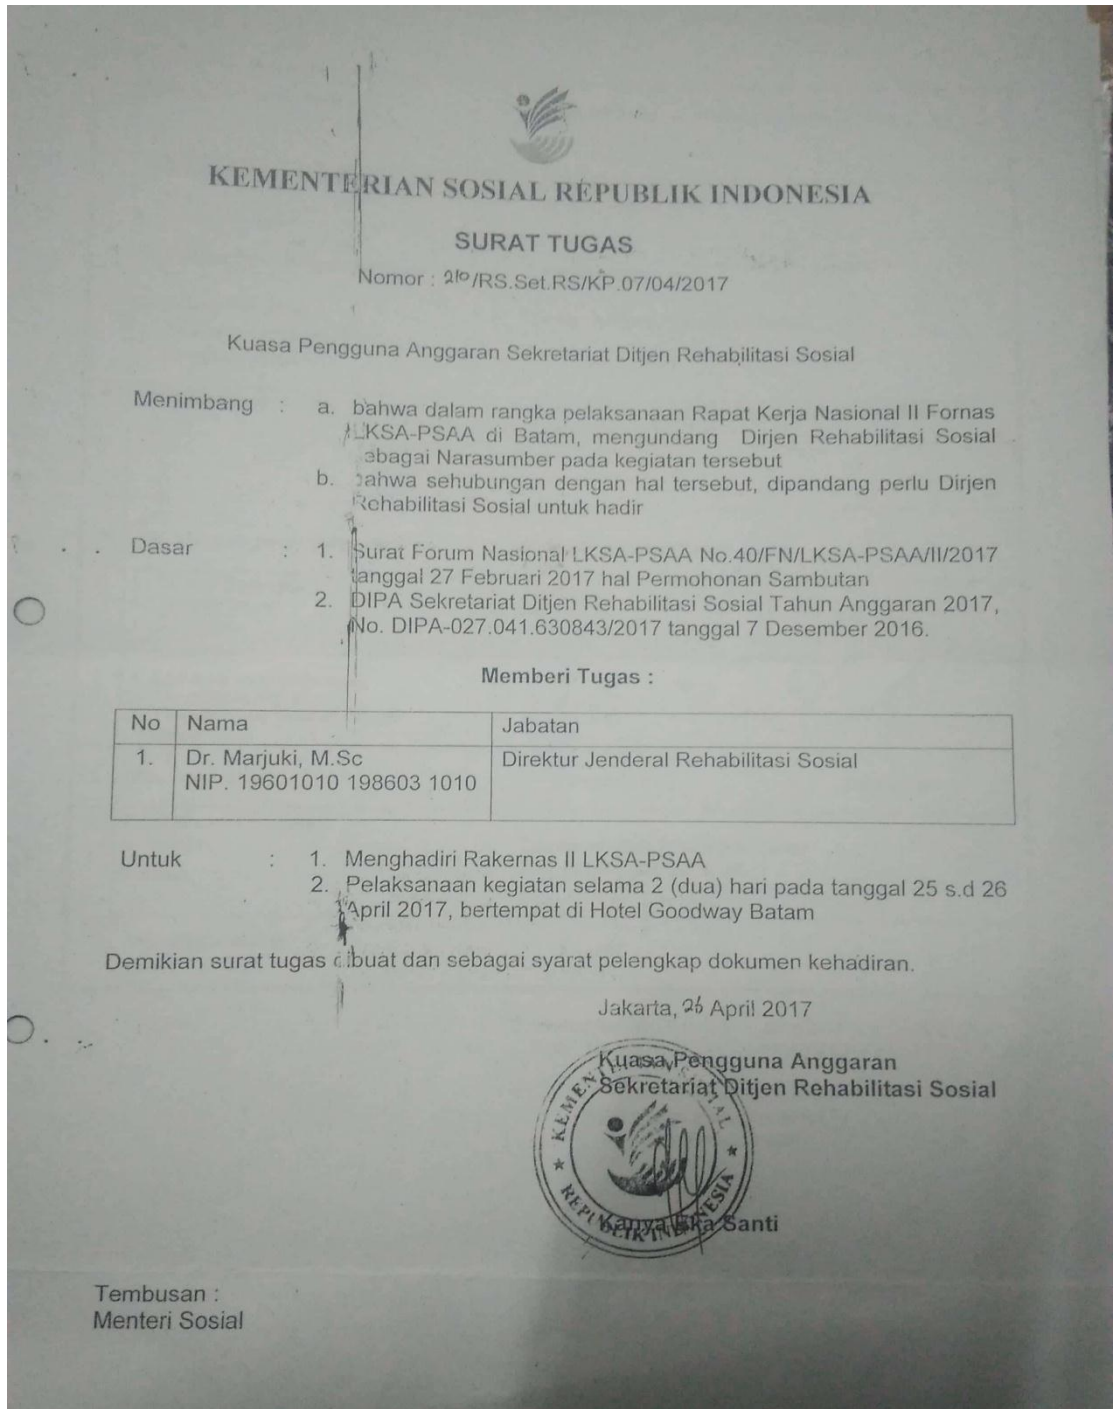 KEMENTERIAN SOSIAL REPUBLIK INDONESIA
SURAT TUGAS
Nomor : 210/RS.Set.RS/KP.07/04/2017
Kuasa Pengguna Anggaran Sekretariat Ditjen Rehabilitasi Sosial
Menimbang : a. bahwa dalam rangka pelaksanaan Rapat Kerja Nasional II Fornas
LKSA-PSAA di Batam, mengundang Dirjen Rehabilitasi Sosial
sebagai Narasumber pada kegiatan tersebut
b. bahwa sehubungan dengan hal tersebut, dipandang perlu Dirjen
Rehabilitasi Sosial untuk hadir
Dasar : 1. Surat Forum Nasional LKSA-PSAA No.40/FN/LKSA-PSAA/II/2017
tanggal 27 Februari 2017 hal Permohonan Sambutan
2. DIPA Sekretariat Ditjen Rehabilitasi Sosial Tahun Anggaran 2017,
No. DIPA-027.041.630843/2017 tanggal 7 Desember 2016.
Memberi Tugas :
No Nama Jabatan
1. Dr. Marjuki, M.Sc Direktur Jenderal Rehabilitasi Sosial
NIP. 19601010 198603 1010
Untuk : 1. Menghadiri Rakernas II LKSA-PSAA
2. Pelaksanaan kegiatan selama 2 (dua) hari pada tanggal 25 s.d 26
April 2017, bertempat di Hotel Goodway Batam
Demikian surat tugas dibuat dan sebagai syarat pelengkap dokumen kehadiran.
Jakarta, 26 April 2017
Kuasa Pengguna Anggaran
Sekretariat Ditjen Rehabilitasi Sosial
KEMENTERIAN SOSIAL
REPUBLIK INDONESIA
Kanya Eka Santi
Tembusan :
Menteri Sosial